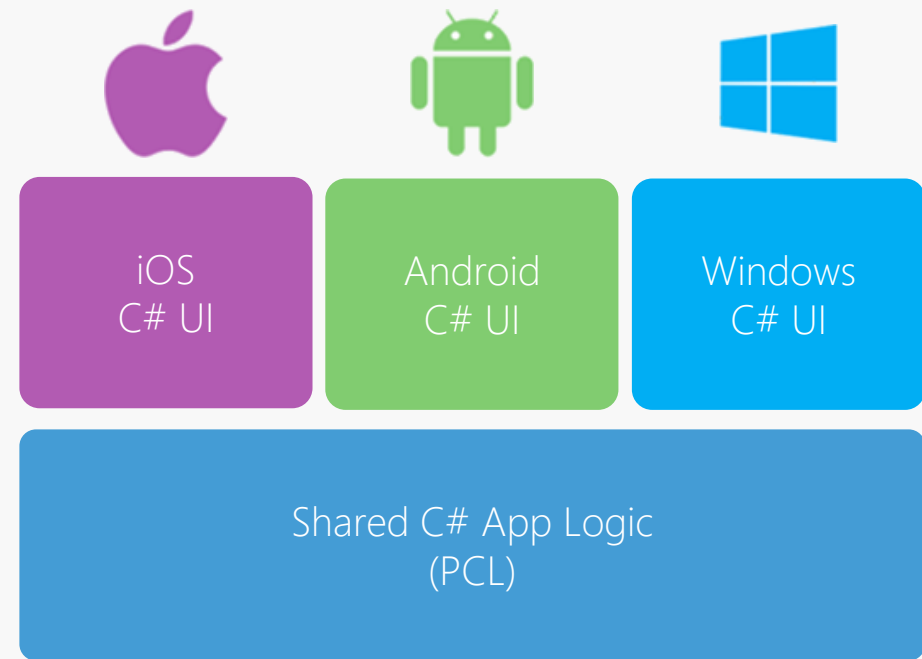 iOS
C# UI
Android
C# UI
Windows
C# UI
Shared C# App Logic
(PCL)